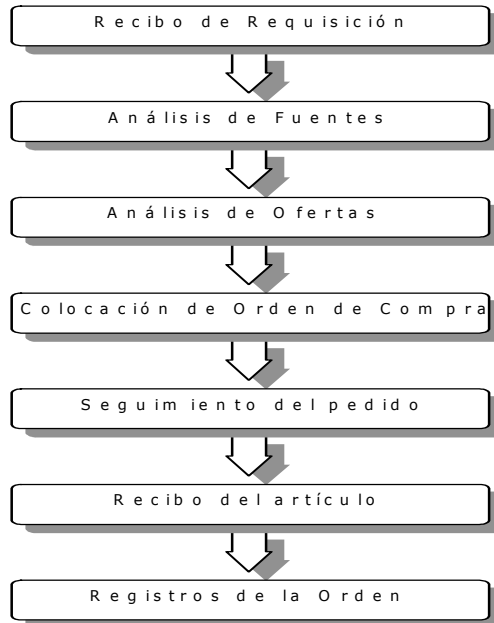 Recibo de Requisición
Análisis de Fuentes
Análisis de Ofertas
Colocación de Orden de Compra
Seguimiento del pedido
Recibo del artículo
Registros de la Orden